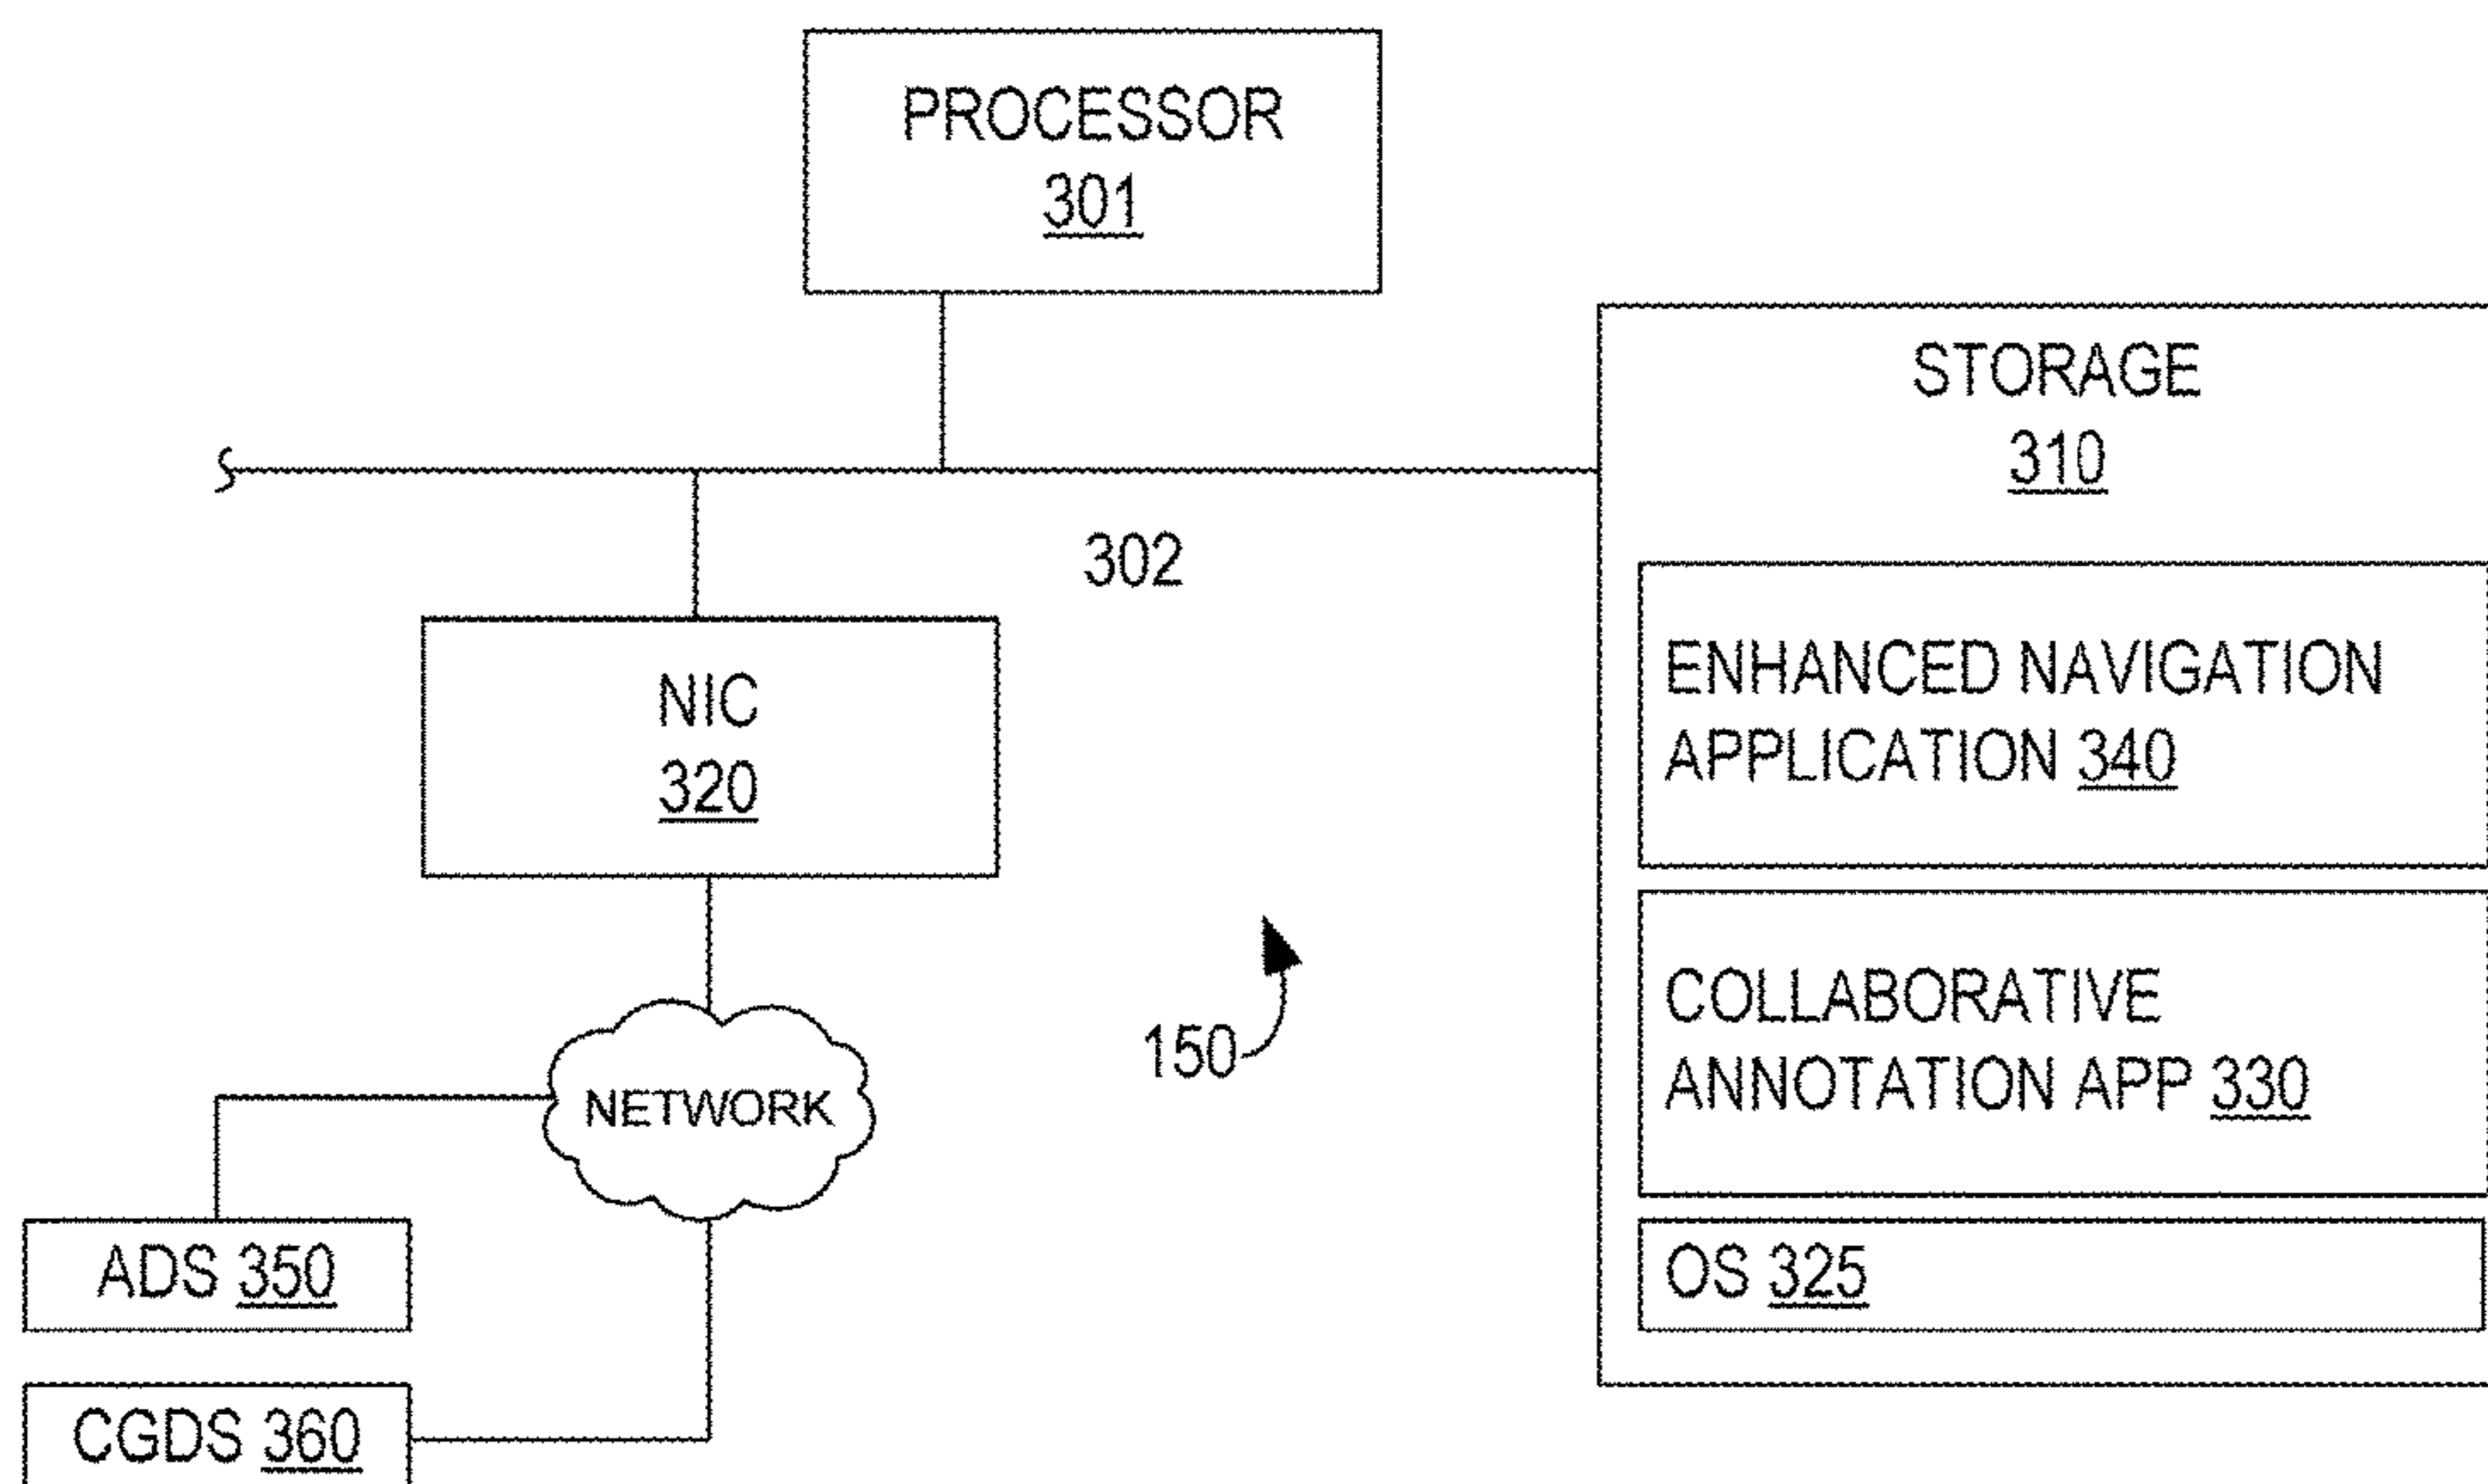 PROCESSOR
301
STORAGE
310
302
ENHANCED NAVIGATION
APPLICATION 340
NIC
320
COLLABORATIVE
ANNOTATION APP 330
150
NETWORK
OS 325
ADS 350
CGDS 360